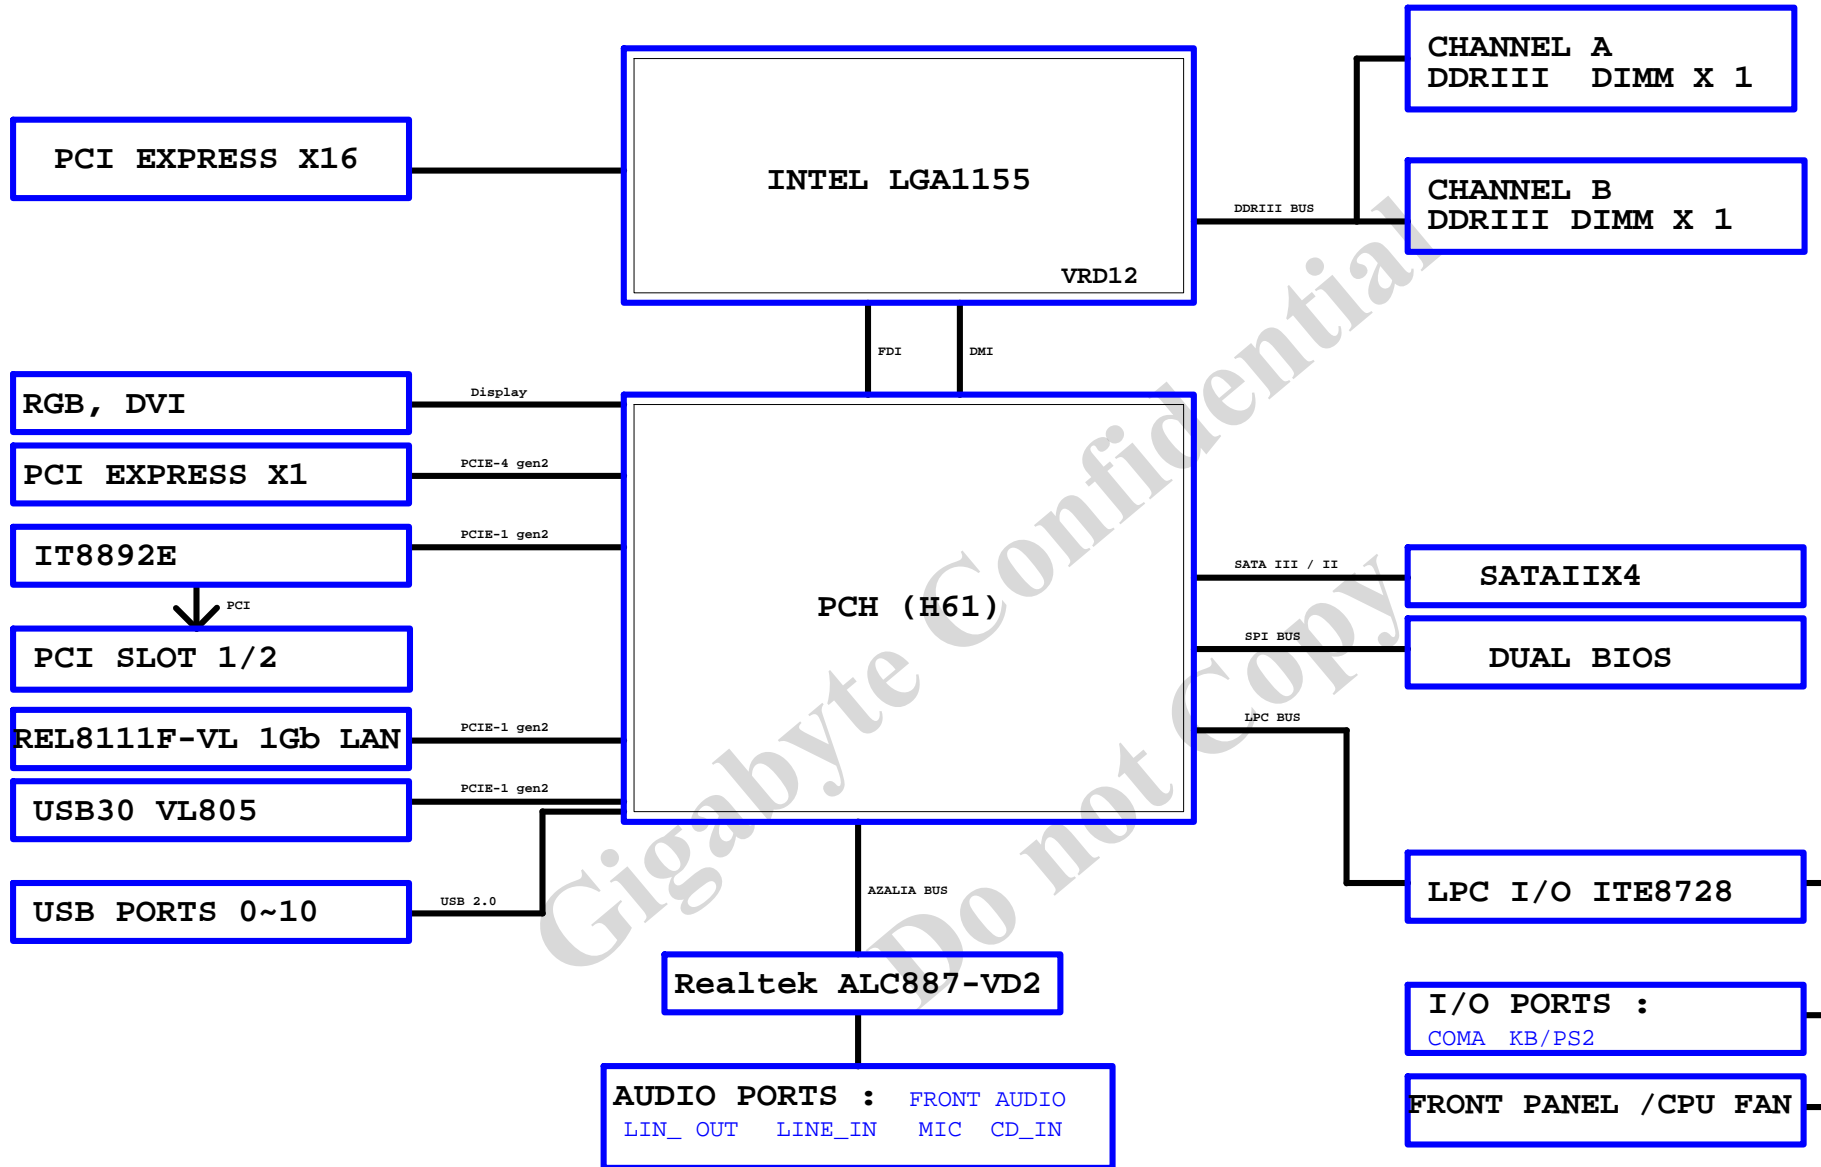 CHANNEL A
DDRIII DIMM X 1
PCI EXPRESS X16
INTEL LGA1155
VRD12
DDRIII BUS
CHANNEL B
DDRIII DIMM X 1
FDI
DMI
RGB, DVI
Display
PCI EXPRESS X1
PCIE-4 gen2
IT8892E
PCIE-1 gen2
PCI
PCI SLOT 1/2
PCH (H61)
SATA III / II
SATAIIX4
SPI BUS
DUAL BIOS
REL8111F-VL 1Gb LAN
PCIE-1 gen2
LPC BUS
USB30 VL805
PCIE-1 gen2
USB PORTS 0~10
USB 2.0
AZALIA BUS
LPC I/O ITE8728
Realtek ALC887-VD2
I/O PORTS :
COMA KB/PS2
AUDIO PORTS : FRONT AUDIO
LIN_ OUT LINE_IN MIC CD_IN
FRONT PANEL /CPU FAN
Gigabyte Confidential
Do not Copy